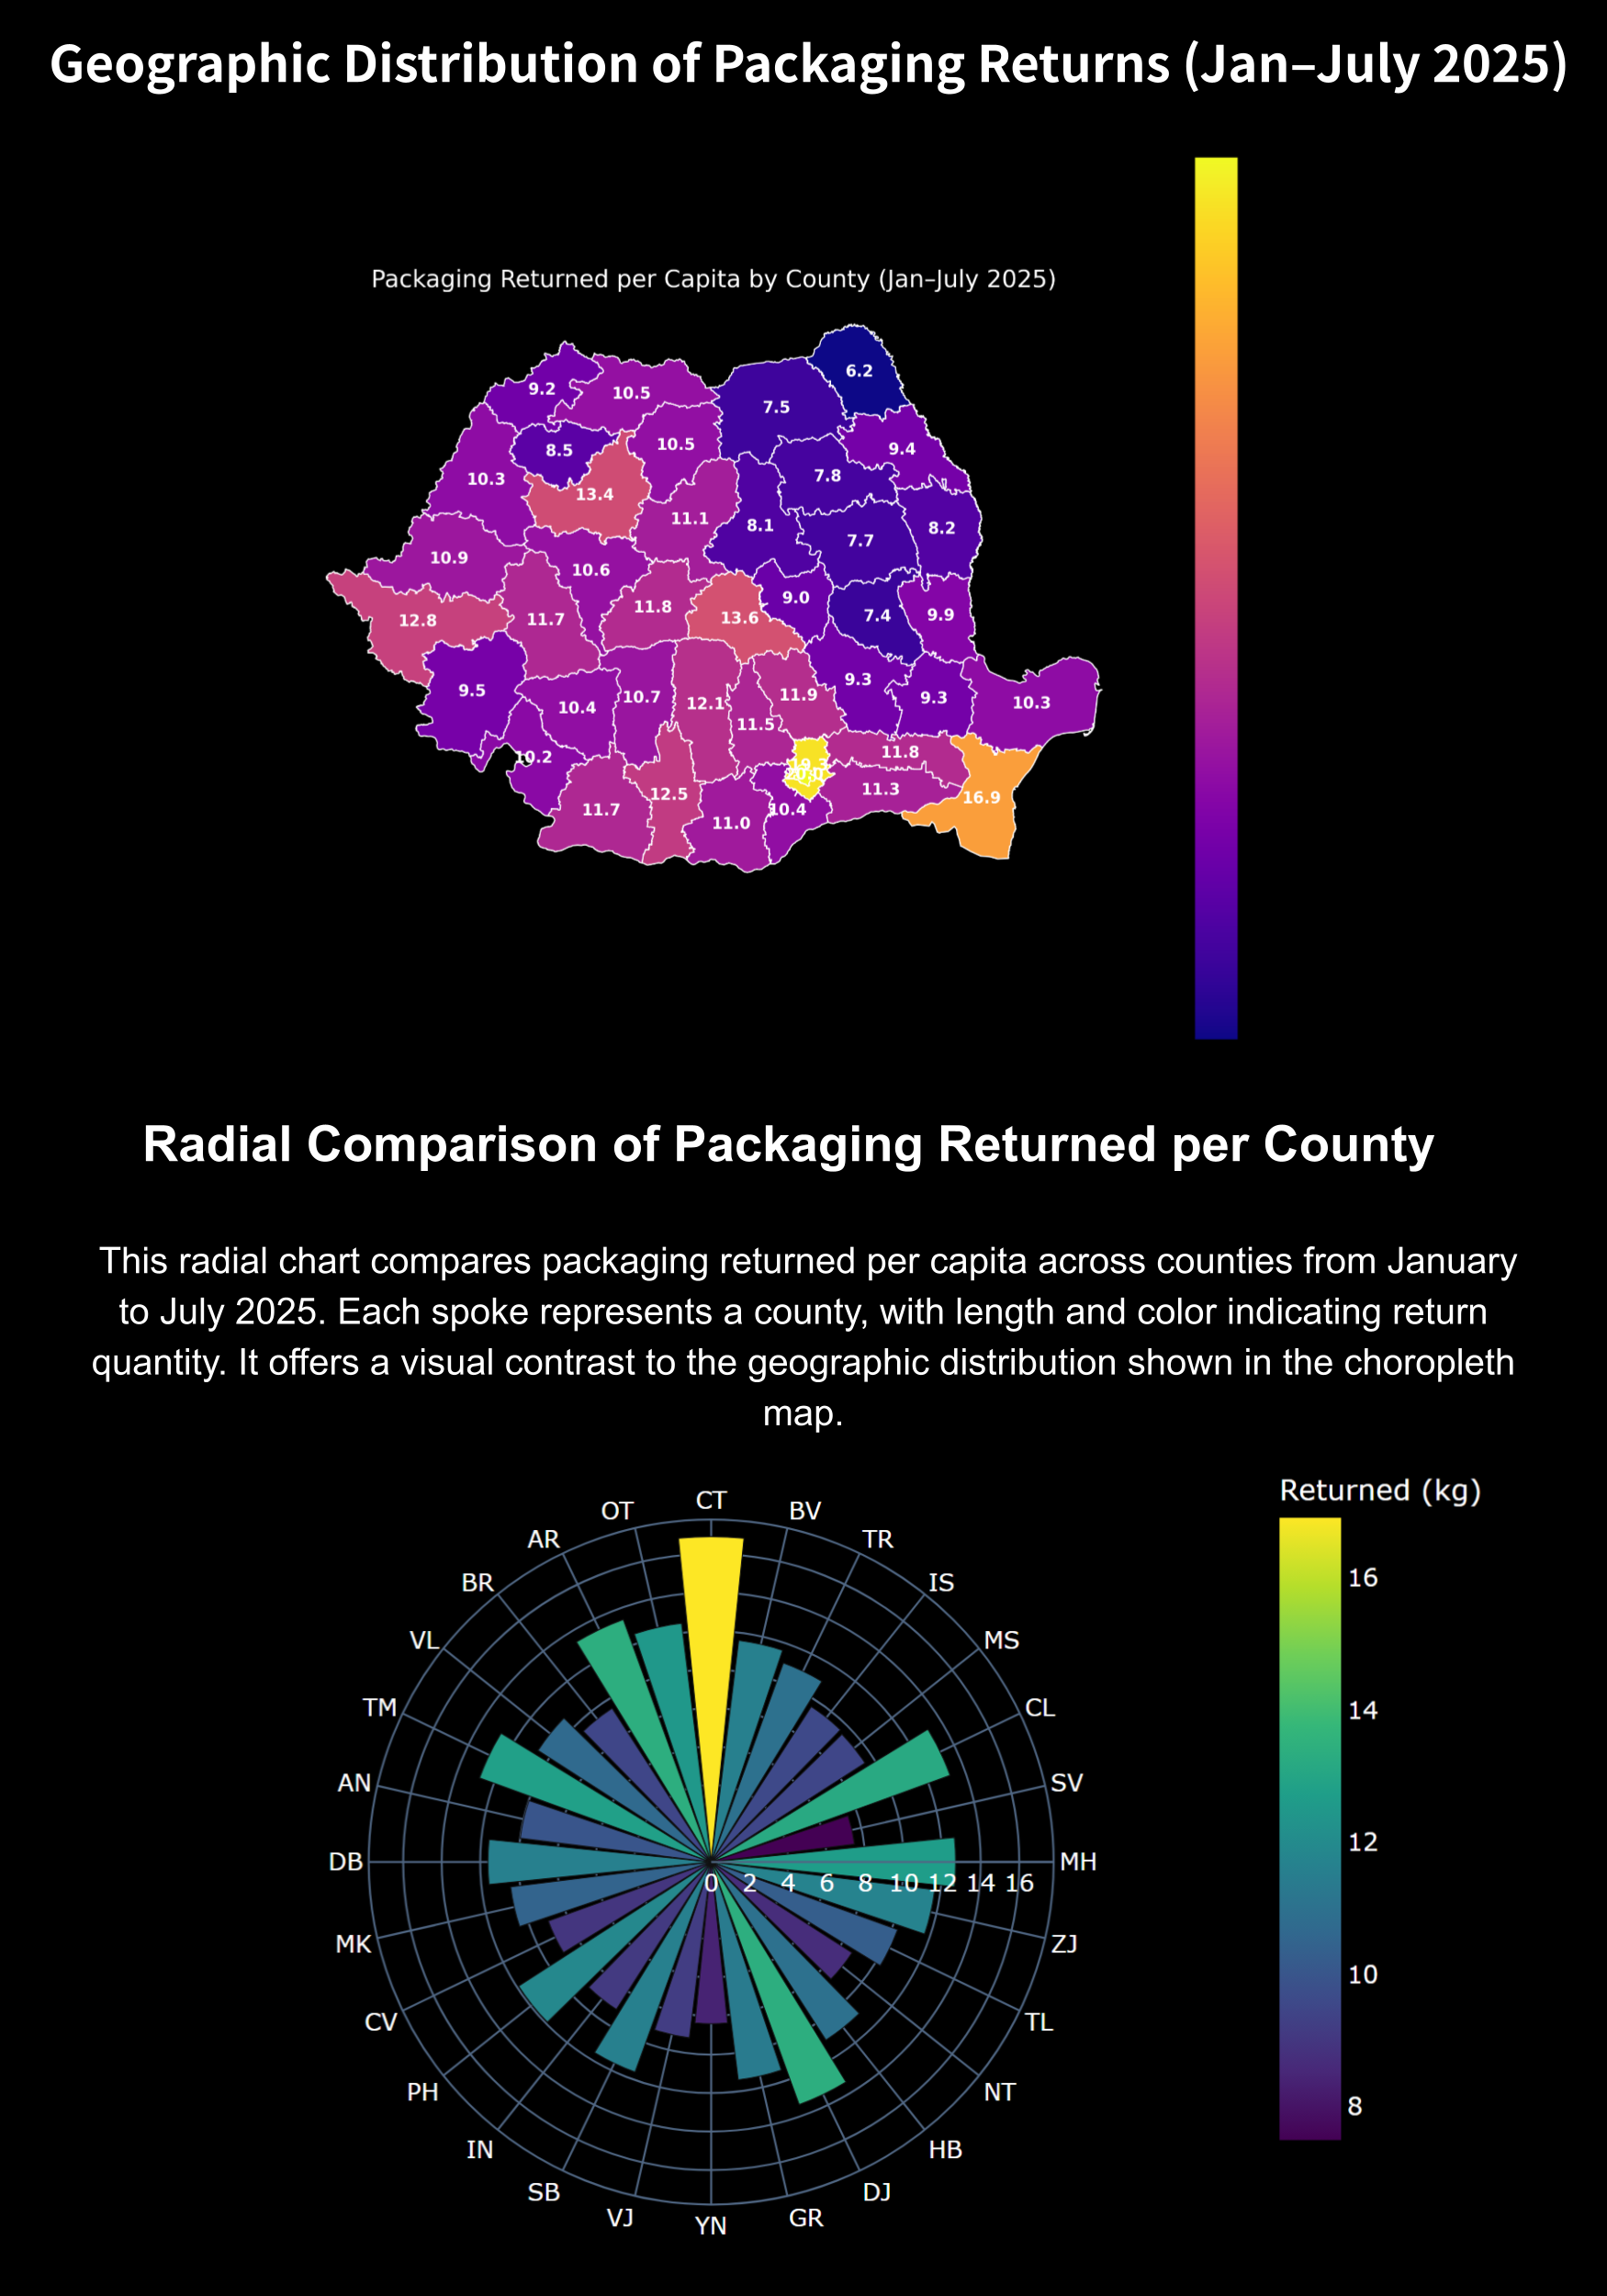 Geographic Distribution of Packaging Returns (Jan–July 2025)
Packaging Returned per Capita by County (Jan–July 2025)
6.2
9.2
10.5
7.5
10.5
9.4
8.5
7.8
10.3
13.4
11.1
8.1
8.2
7.7
10.9
10.6
9.0
11.8
13.6
7.4
9.9
12.8
11.7
9.3
9.5
10.7
11.9
9.3
10.3
10.4
12.1
11.5
10.2
11.8
19.3
20.0
11.3
12.5
16.9
11.7
10.4
11.0
Radial Comparison of Packaging Returned per County
This radial chart compares packaging returned per capita across counties from January
to July 2025. Each spoke represents a county, with length and color indicating return
quantity. It offers a visual contrast to the geographic distribution shown in the choropleth
map.
Returned (kg)
16
14
12
10
8
CT
BV
TR
IS
MS
CL
SV
MH
ZJ
TL
NT
HB
DJ
GR
YN
VJ
SB
IN
PH
CV
MK
DB
AN
TM
VL
BR
AR
OT
0 2 4 6 8 10 12 14 16